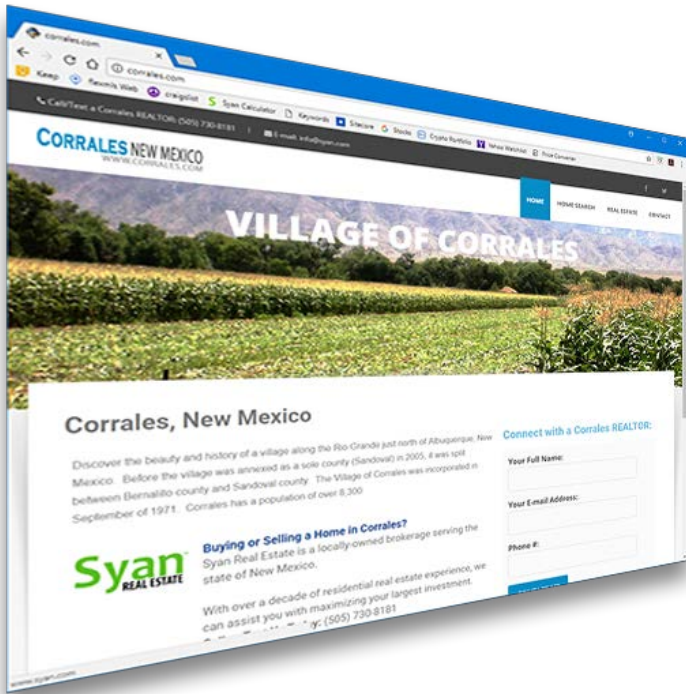 corrales.com
corrales.com
Keep flexmls Web craigslist Syan Calculator Keywords Sitecore Stocks Crypto Portfolio Yahoo Watchlist Price Converter
Call/Text a Corrales REALTOR: (505) 730-8181 | E-mail: info@syan.com
CORRALES NEW MEXICO
WWW.CORRALES.COM
HOME HOME SEARCH REAL ESTATE CONTACT
VILLAGE OF CORRALES
Corrales, New Mexico
Discover the beauty and history of a village along the Rio Grande just north of Albuquerque, New
Mexico. Before the village was annexed as a sole county (Sandoval) in 2005, it was split
between Bernalillo county and Sandoval county. The Village of Corrales was incorporated in
September of 1971. Corrales has a population of over 8,300
Syan
REAL ESTATE
Buying or Selling a Home in Corrales?
Syan Real Estate is a locally-owned brokerage serving the
state of New Mexico.
With over a decade of residential real estate experience, we
can assist you with maximizing your largest investment.
(505) 730-8181
Connect with a Corrales REALTOR:
Your Full Name:
Your E-mail Address:
Phone #:
www.syan.com